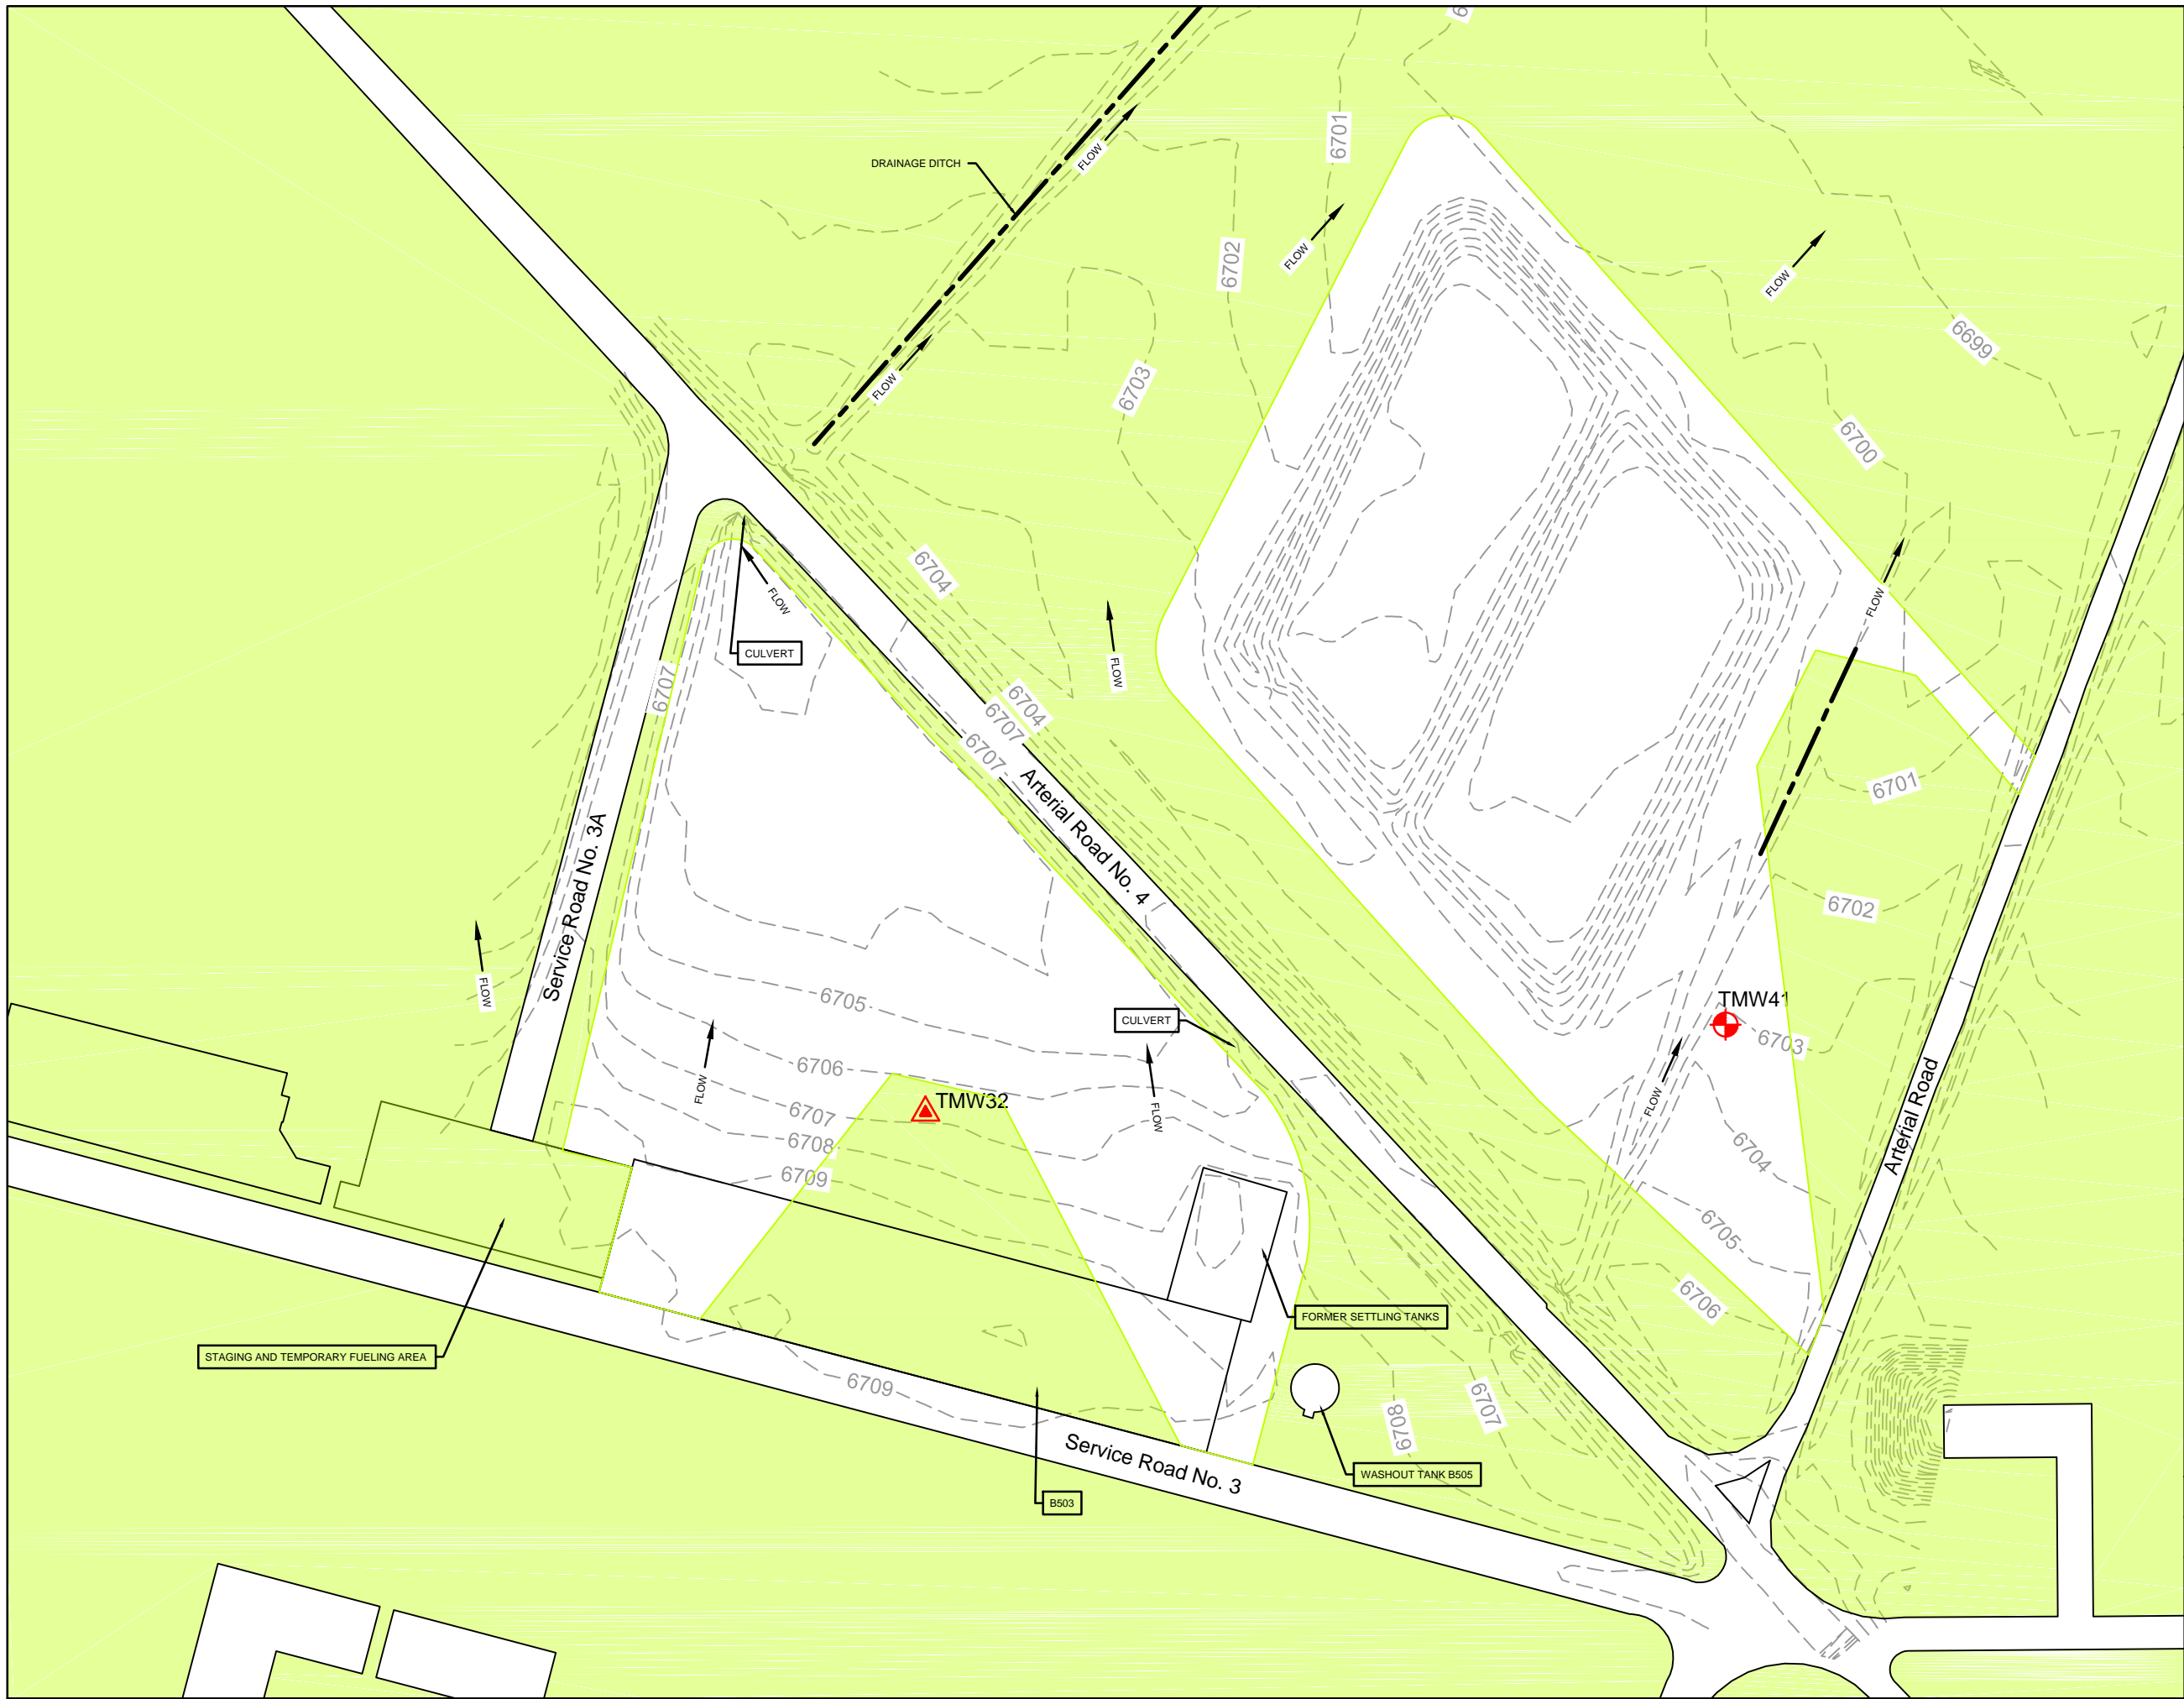 6701
DRAINAGE DITCH
FLOW
6702
FLOW
FLOW
6699
FLOW
6703
6700
6704
FLOW
FLOW
CULVERT
FLOW
6707
6704
6707
6707
6701
Arterial Road No. 4
Service Road No. 3A
6702
FLOW
6705
CULVERT
TMW41
6703
6706
FLOW
TMW32
FLOW
FLOW
6707
6708
6709
Arterial Road
6704
6705
6706
FORMER SETTLING TANKS
STAGING AND TEMPORARY FUELING AREA
6709
6708
6707
Service Road No. 3
WASHOUT TANK B505
B503